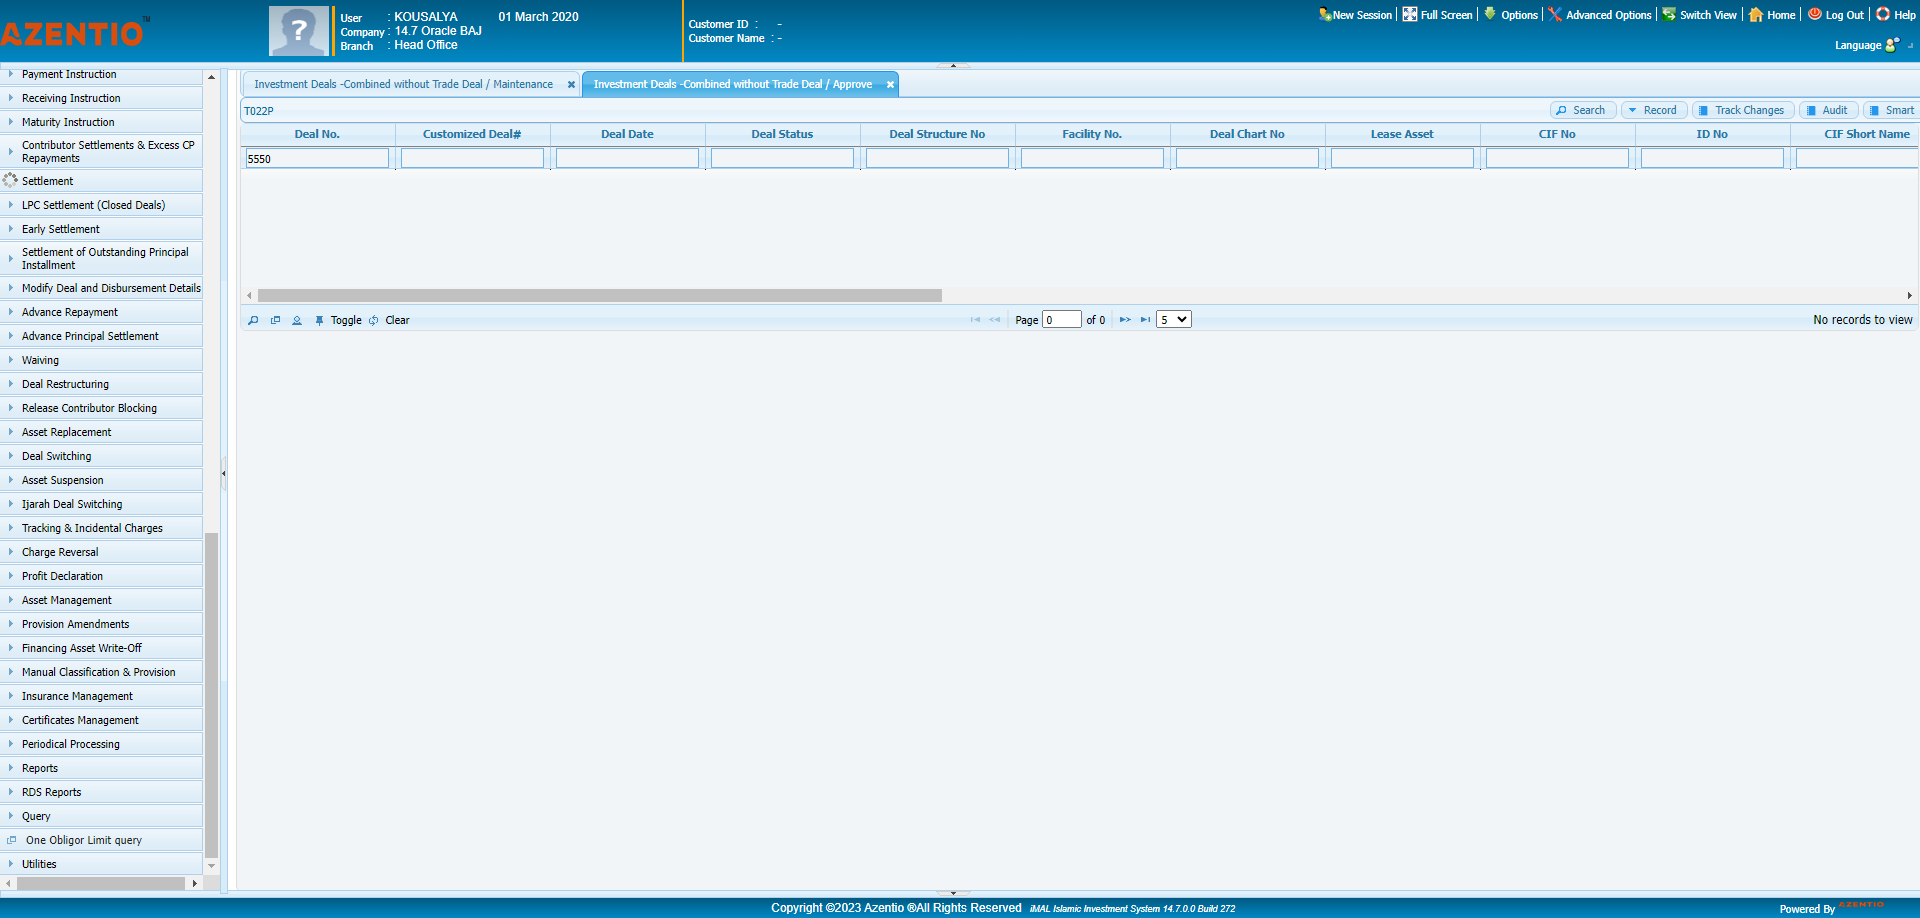 AZENTIO™
User : KOUSALYA 01 March 2020
Company : 14.7 Oracle BAJ
Branch : Head Office
Customer ID : -
Customer Name : -
New Session Full Screen Options Advanced Options Switch View Home Log Out Help
Language
Payment Instruction
Receiving Instruction
Maturity Instruction
Contributor Settlements & Excess CP
Repayments
Settlement
LPC Settlement (Closed Deals)
Early Settlement
Settlement of Outstanding Principal
Installment
Modify Deal and Disbursement Details
Advance Repayment
Advance Principal Settlement
Waiving
Deal Restructuring
Release Contributor Blocking
Asset Replacement
Deal Switching
Asset Suspension
Ijarah Deal Switching
Tracking & Incidental Charges
Charge Reversal
Profit Declaration
Asset Management
Provision Amendments
Financing Asset Write-Off
Manual Classification & Provision
Insurance Management
Certificates Management
Periodical Processing
Reports
RDS Reports
Query
One Obligor Limit query
Utilities
Investment Deals -Combined without Trade Deal / Maintenance Investment Deals -Combined without Trade Deal / Approve
T022P Search Record Track Changes Audit Smart
Deal No. Customized Deal# Deal Date Deal Status Deal Structure No Facility No. Deal Chart No Lease Asset CIF No ID No CIF Short Name
5550
Toggle Clear Page 0 of 0 5 No records to view
Copyright ©2023 Azentio ®All Rights Reserved iMAL Islamic Investment System 14.7.0.0 Build 272
Powered By AZENTIO